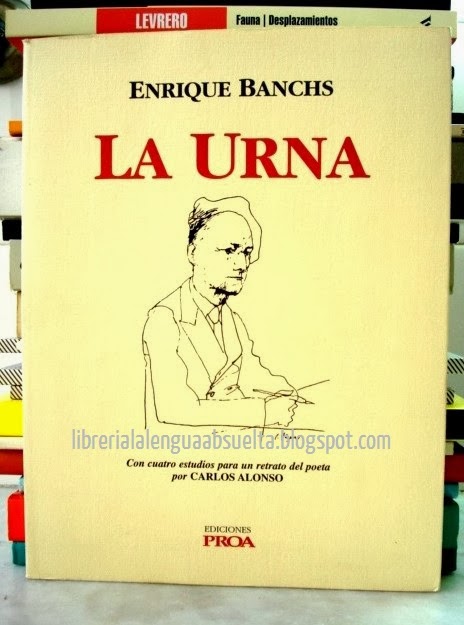 LEVRERO Fauna | Desplazamientos
ENRIQUE BANCHS
LA URNA
librerialalenguaabsuelta.blogspot.com
Con cuatro estudios para un retrato del poeta
por CARLOS ALONSO
EDICIONES
PROA